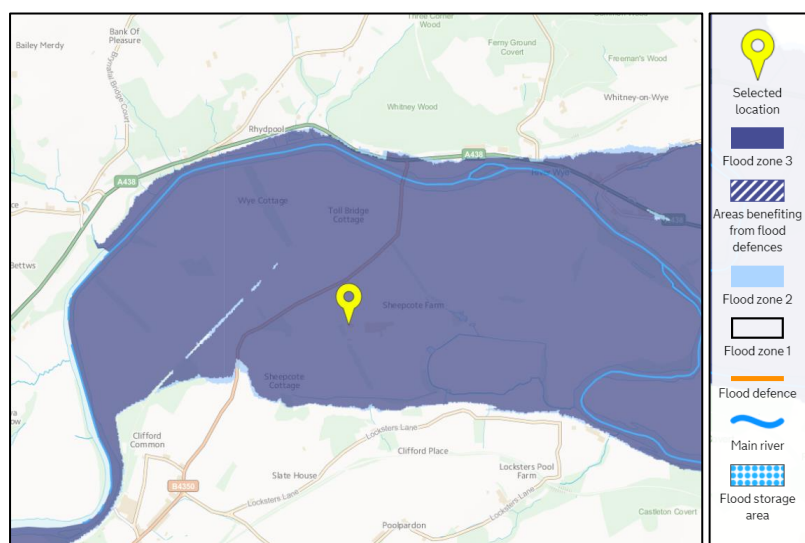 Three Corner
Wood
Bank Of
Pleasure
Bailey Merdy
Ferny Ground
Covert
Freeman's Wood
Whitney-on-Wye
Whitney Wood
Rhydpool
A438
A438
Wye Cottage
Toll Bridge
Cottage
Bettws
Sheepcote Farm
Sheepcote
Cottage
Clifford
Common
Locksters Lane
Clifford Place
Slate House
Locksters Pool
Farm
B4350
Locksters Lane
Castleton Covert
Poolpardon
Selected
location
Flood zone 3
Areas benefiting
from flood
defences
Flood zone 2
Flood zone 1
Flood defence
Main river
Flood storage
area